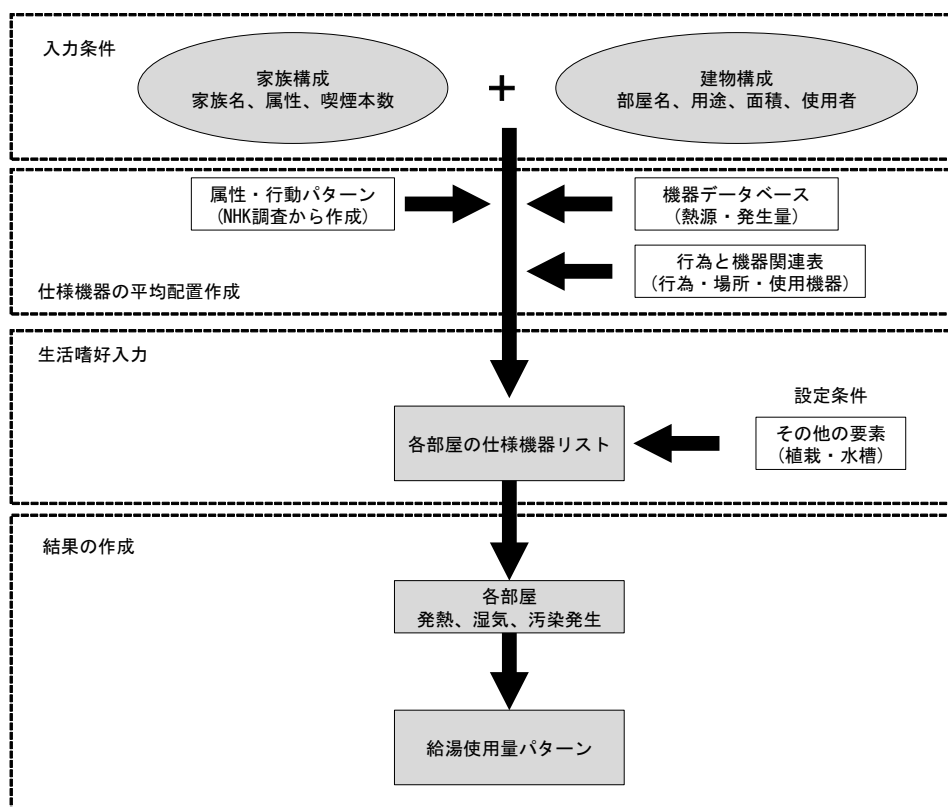 入力条件
家族構成
家族名、属性、喫煙本数
+
建物構成
部屋名、用途、面積、使用者
属性・行動パターン
(NHK調査から作成)
機器データベース
(熱源・発生量)
行為と機器関連表
(行為・場所・使用機器)
仕様機器の平均配置作成
生活嗜好入力
設定条件
各部屋の仕様機器リスト
その他の要素
(植栽・水槽)
結果の作成
各部屋
発熱、湿気、汚染発生
給湯使用量パターン